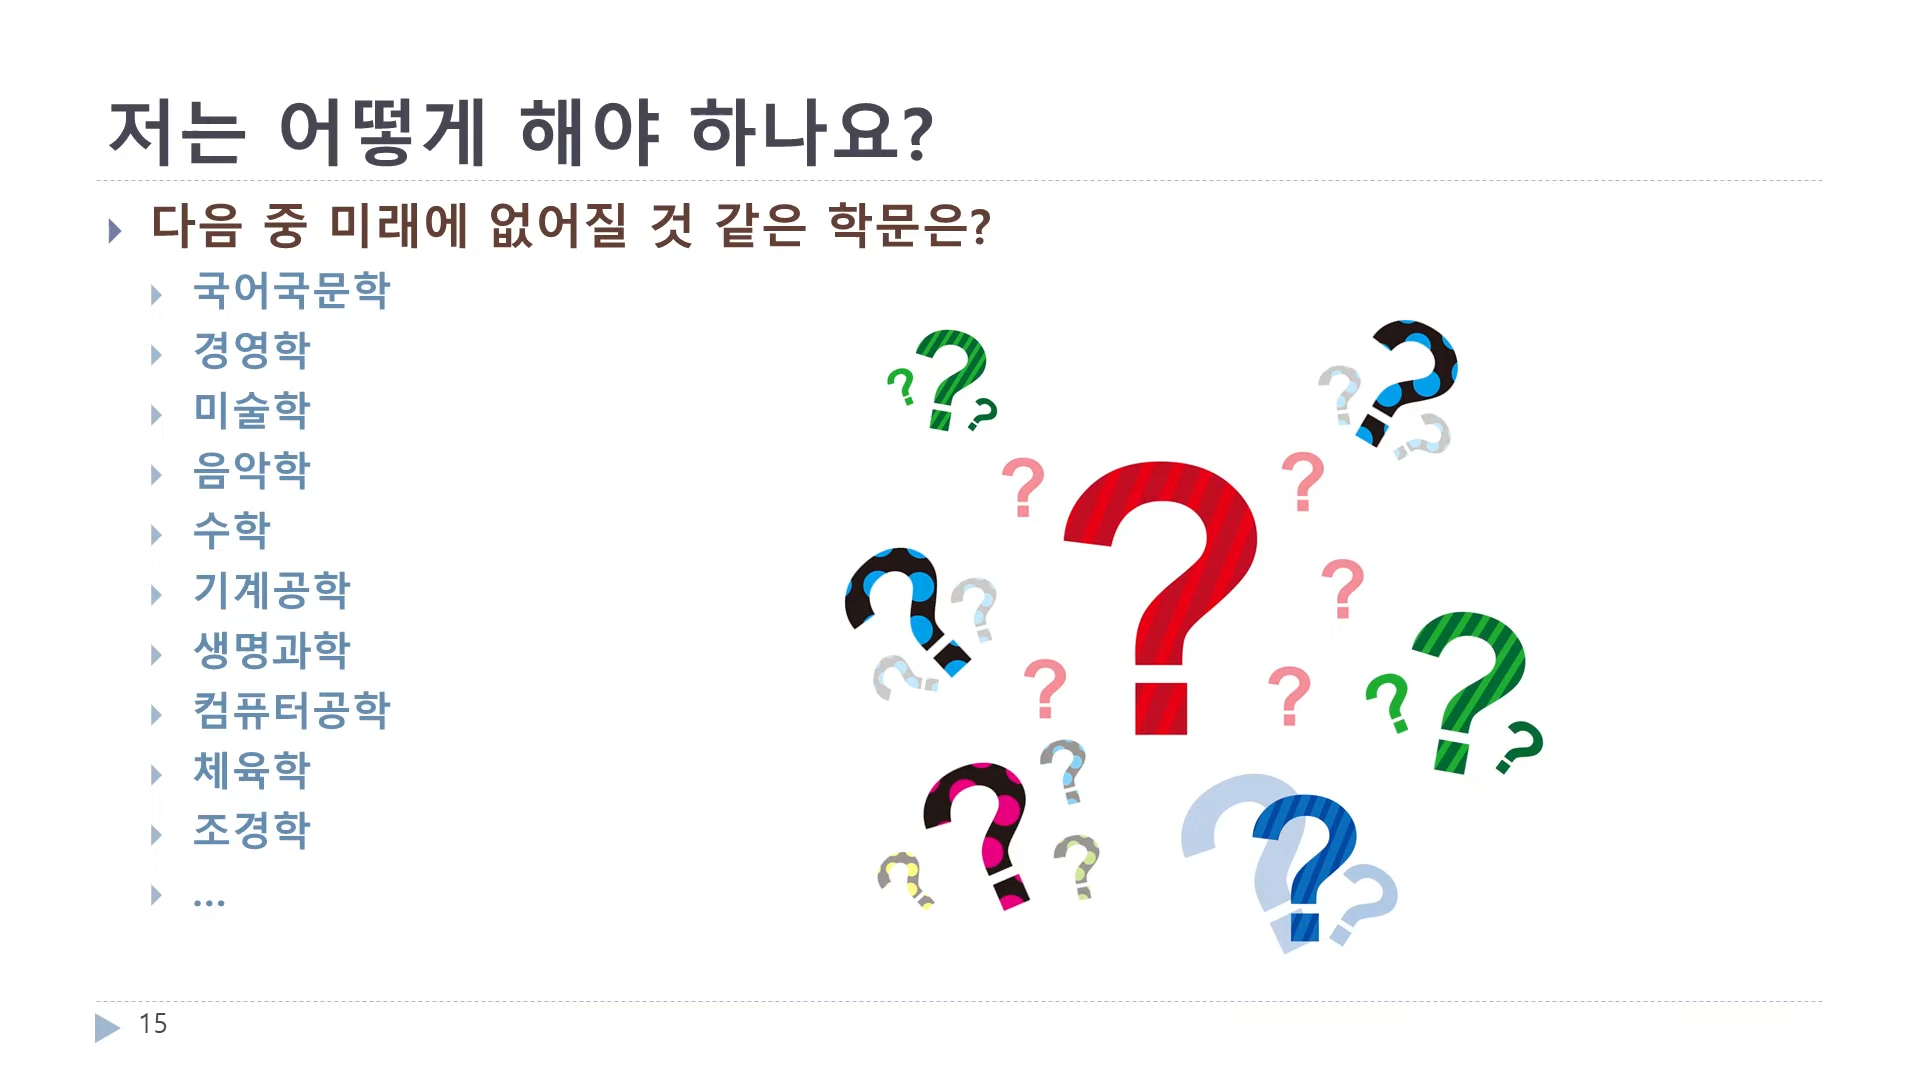 저는 어떻게 해야 하나요?
다음 중 미래에 없어질 것 같은 학문은?
국어국문학
경영학
미술학
음악학
수학
기계공학
생명과학
컴퓨터공학
체육학
조경학
...
15